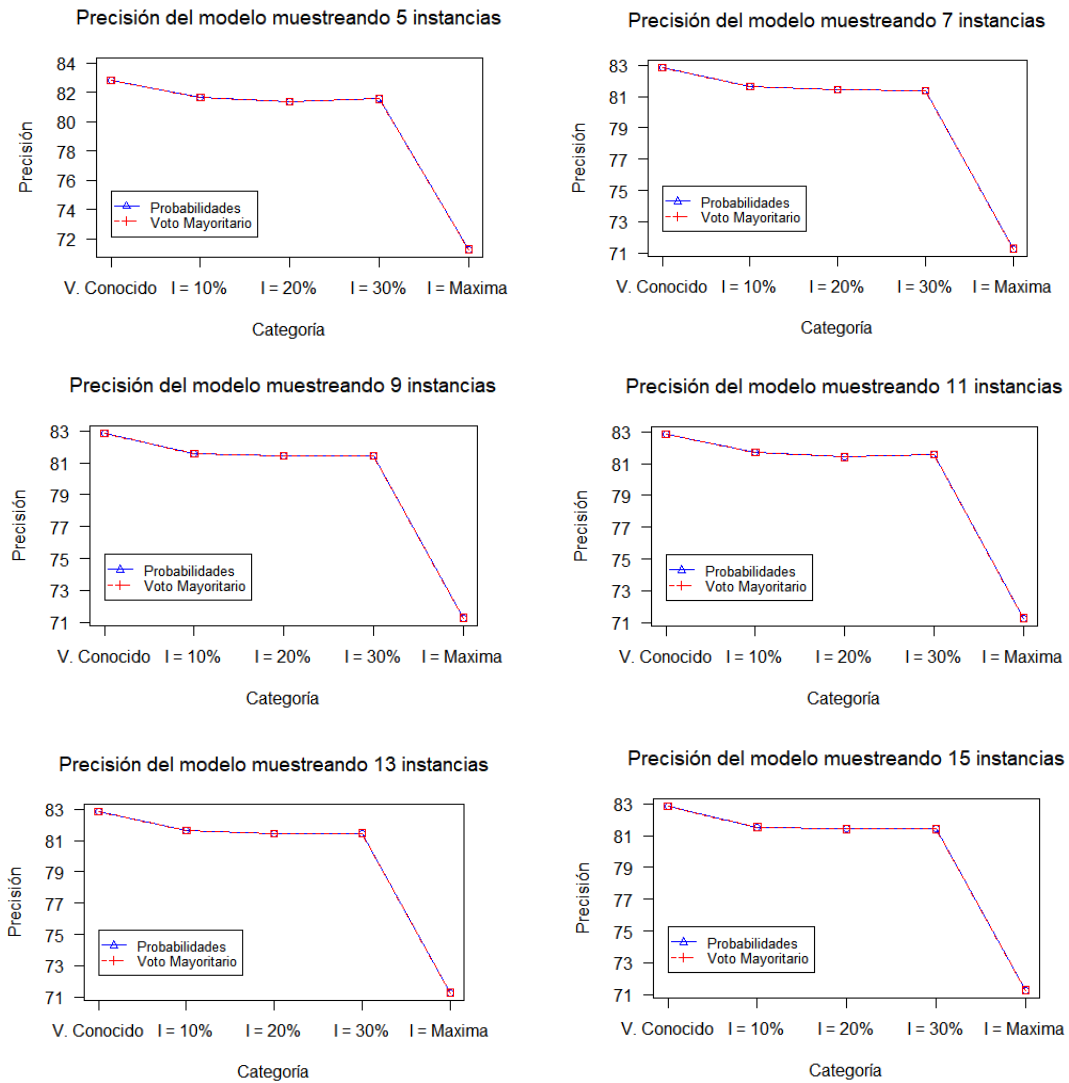 Precisión del modelo muestreando 5 instancias
84
82
80
78
76
74
72
Precisión
Probabilidades
Voto Mayoritario
V. Conocido I = 10% I = 20% I = 30% I = Maxima
Categoría
Precisión del modelo muestreando 7 instancias
83
81
79
77
75
73
71
Precisión
Probabilidades
Voto Mayoritario
V. Conocido I = 10% I = 20% I = 30% I = Maxima
Categoría
Precisión del modelo muestreando 9 instancias
83
81
79
77
75
73
71
Precisión
Probabilidades
Voto Mayoritario
V. Conocido I = 10% I = 20% I = 30% I = Maxima
Categoría
Precisión del modelo muestreando 11 instancias
83
81
79
77
75
73
71
Precisión
Probabilidades
Voto Mayoritario
V. Conocido I = 10% I = 20% I = 30% I = Maxima
Categoría
Precisión del modelo muestreando 13 instancias
83
81
79
77
75
73
71
Precisión
Probabilidades
Voto Mayoritario
V. Conocido I = 10% I = 20% I = 30% I = Maxima
Categoría
Precisión del modelo muestreando 15 instancias
83
81
79
77
75
73
71
Precisión
Probabilidades
Voto Mayoritario
V. Conocido I = 10% I = 20% I = 30% I = Maxima
Categoría